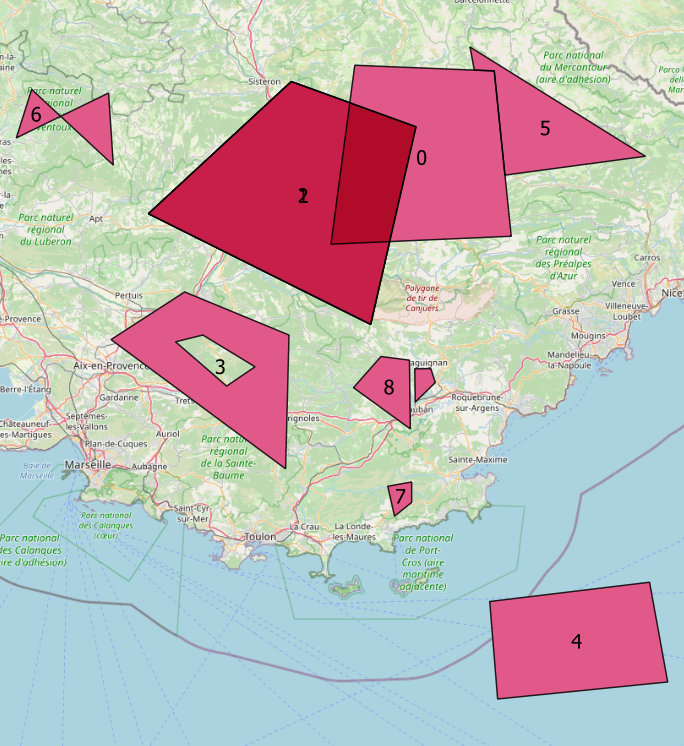 Barcelonnette
Parc national
du Mercantour
(aire d'adhésion)
Sisteron
Parc naturel
régional
Ventoux
6
5
0
Parc naturel
régional
du Luberon
Apt
Parc naturel
régional
des Préalpes
d'Azur
Carros
Vence
Nice
Villeneuve-
Loubet
Grasse
Mougins
Mandelieu-
la-Napoule
Pertuis
Polygone
de tir de
Canjuers
Aix-en-Provence
3
8
Berre-l'Étang
Gardanne
Trets
Roquebrune-
sur-Argens
Châteauneuf-
les-Martigues
Septèmes-
les-Vallons
Plan-de-Cuques
Auriol
Parc naturel
régional
de la Sainte-
Baume
Baie de
Marseille
Marseille
Aubagne
Sainte-Maxime
7
Saint-Cyr-
sur-Mer
Parc national
des Calanques
(cœur)
Parc national
des Calanques
(aire d'adhésion)
Toulon
La Crau
La Londe-
les-Maures
Parc national
de Port-
Cros (aire
maritime
adjacente)
4